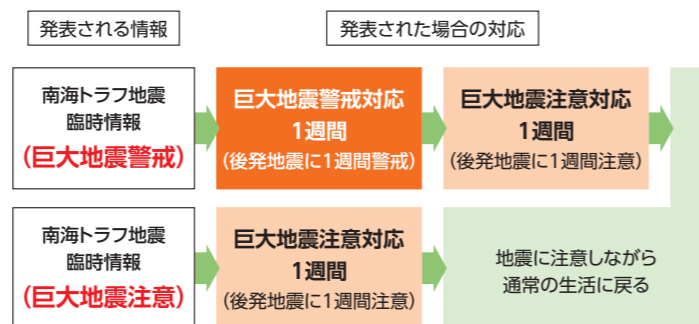 発表される情報
発表された場合の対応
南海トラフ地震
臨時情報
(巨大地震警戒)
巨大地震警戒対応
1週間
(後発地震に1週間警戒)
巨大地震注意対応
1週間
(後発地震に1週間注意)
南海トラフ地震
臨時情報
(巨大地震注意)
巨大地震注意対応
1週間
(後発地震に1週間注意)
地震に注意しながら
通常の生活に戻る